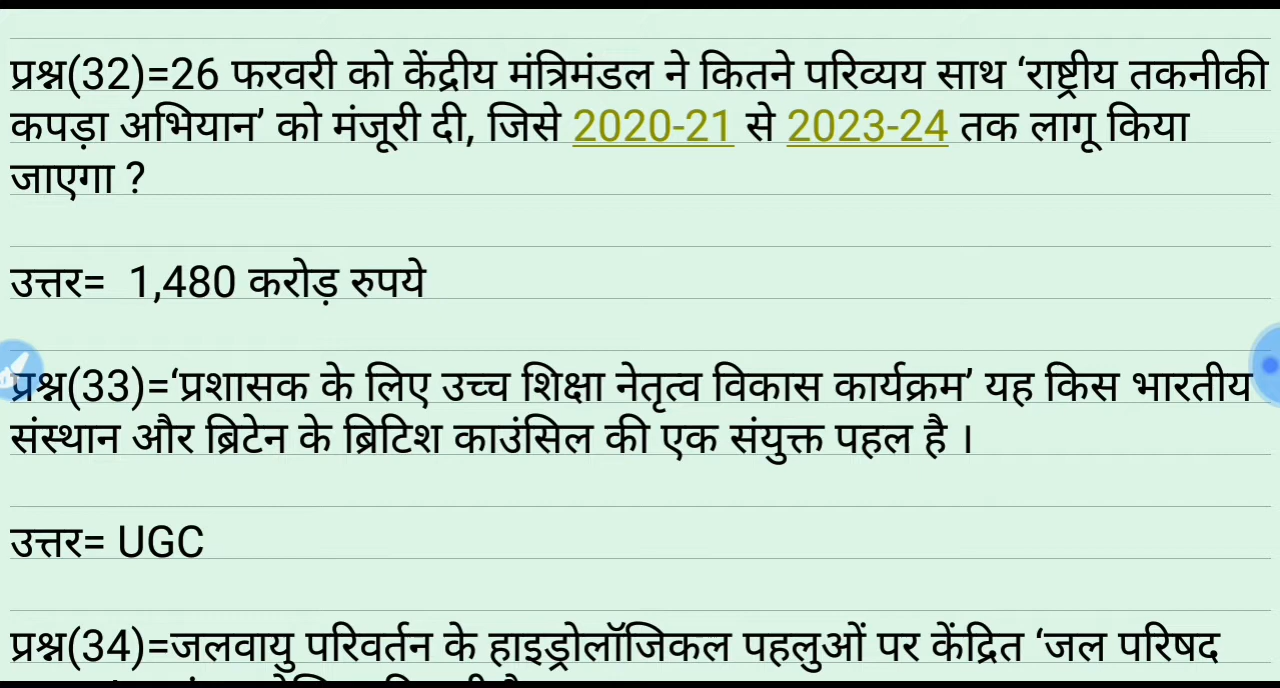 प्रश्न(32)=26 फरवरी को केंद्रीय मंत्रिमंडल ने कितने परिव्यय साथ ‘राष्ट्रीय तकनीकी
कपड़ा अभियान’ को मंजूरी दी, जिसे 2020-21 से 2023-24 तक लागू किया
जाएगा ?
उत्तर= 1,480 करोड़ रुपये
प्रश्न(33)=‘प्रशासक के लिए उच्च शिक्षा नेतृत्व विकास कार्यक्रम’ यह किस भारतीय
संस्थान और ब्रिटेन के ब्रिटिश काउंसिल की एक संयुक्त पहल है ।
उत्तर= UGC
प्रश्न(34)=जलवायु परिवर्तन के हाइड्रोलॉजिकल पहलुओं पर केंद्रित ‘जल परिषद